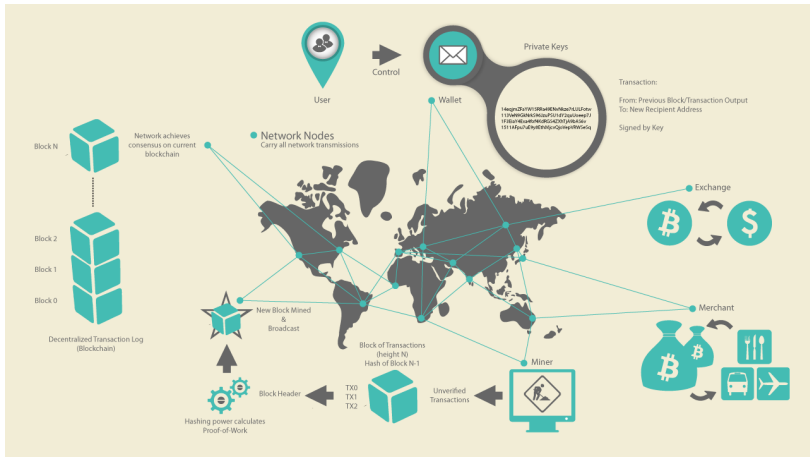 Private Keys
User
Control
Wallet
Transaction:
From: Previous Block/Transaction Output
To: New Recipient Address
Signed by Key
Block N
Network achieves
consensus on current
blockchain
Network Nodes
Carry all network transmissions
Exchange
Block 2
Block 1
Block 0
Decentralized Transaction Log
(Blockchain)
New Block Mined
&
Broadcast
Merchant
Block of Transactions
(height N)
Hash of Block N-1
Miner
Block Header
TX0
TX1
TX2
Unverified
Transactions
Hashing power calculates
Proof-of-Work